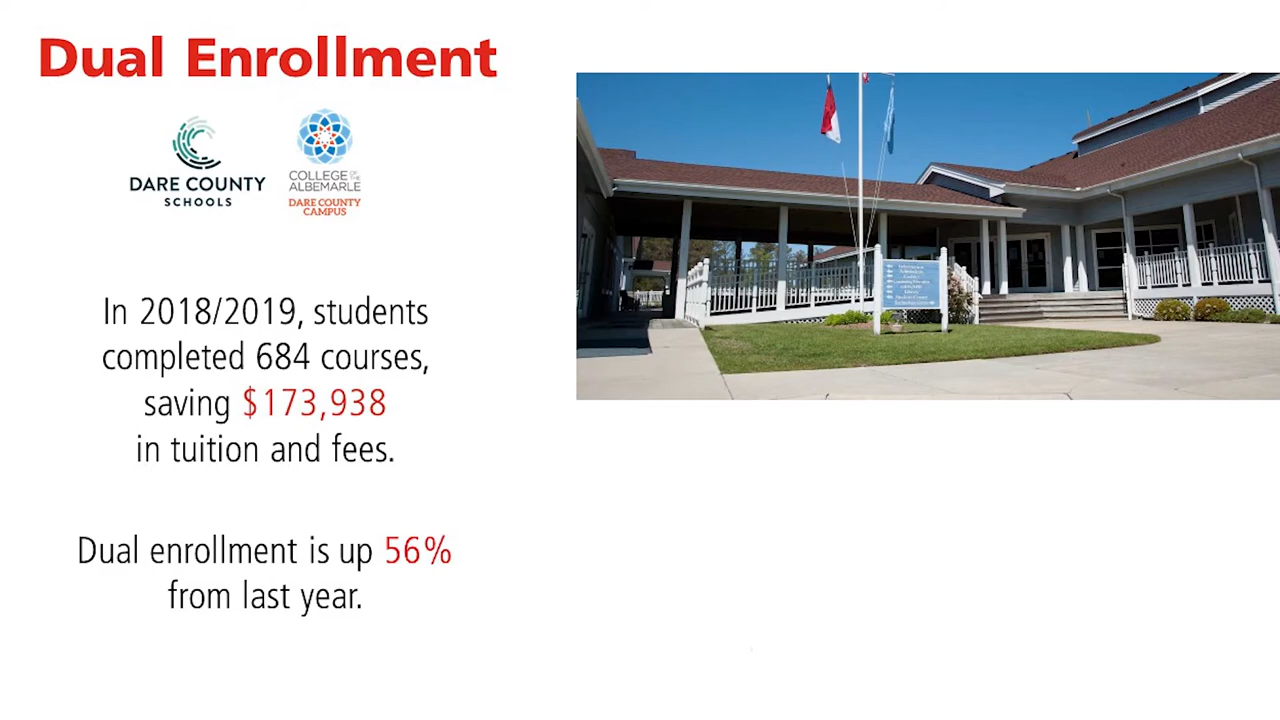 Dual Enrollment
DARE COUNTY
SCHOOLS
COLLEGE OF THE
ALBEMARLE
DARE COUNTY
CAMPUS
In 2018/2019, students
completed 684 courses,
saving $173,938
in tuition and fees.
Dual enrollment is up 56%
from last year.